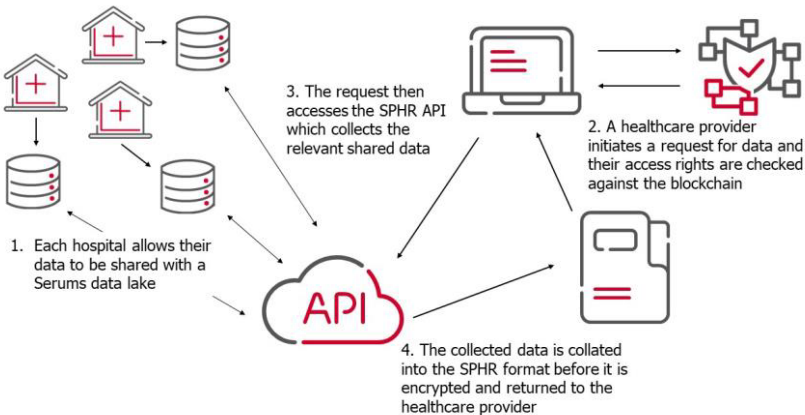 3. The request then
accesses the SPHR API
which collects the
relevant shared data
2. A healthcare provider
initiates a request for data and
their access rights are checked
against the blockchain
1. Each hospital allows their
data to be shared with a
Serums data lake
API
4. The collected data is collated
into the SPHR format before it is
encrypted and returned to the
healthcare provider